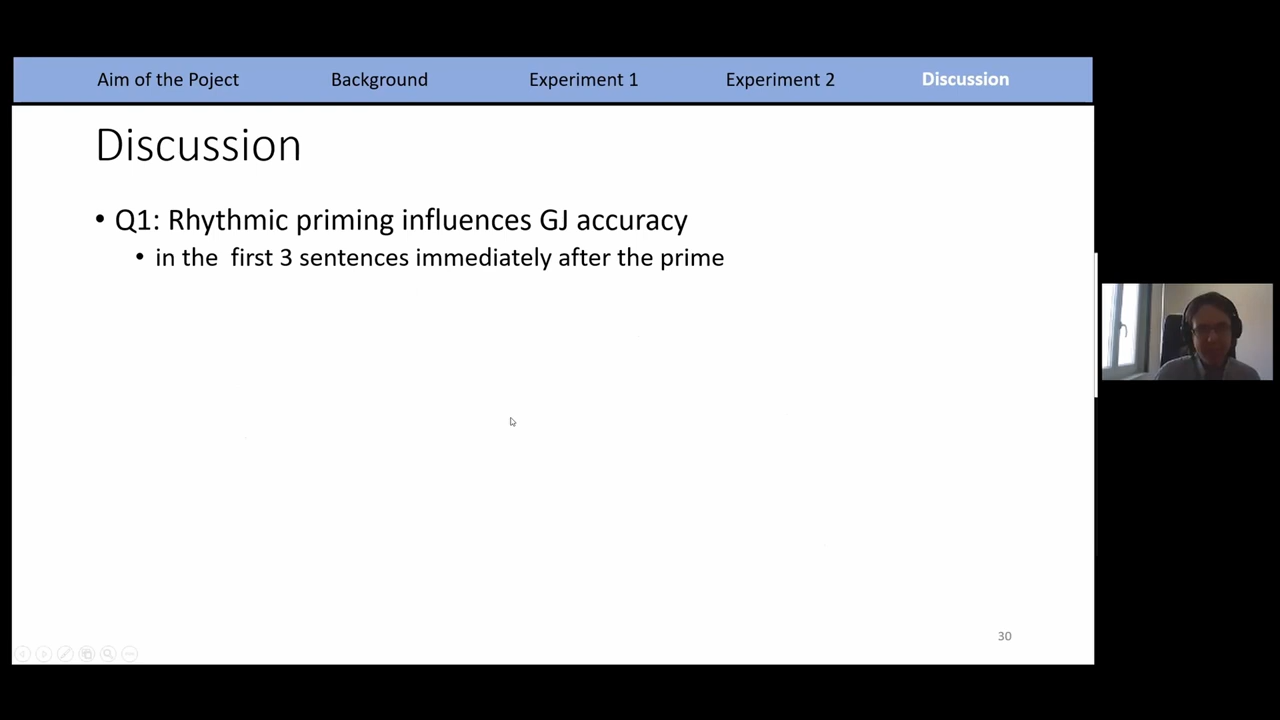 Aim of the Poject Background Experiment 1 Experiment 2 Discussion
Discussion
• Q1: Rhythmic priming influences GJ accuracy
• in the first 3 sentences immediately after the prime
30